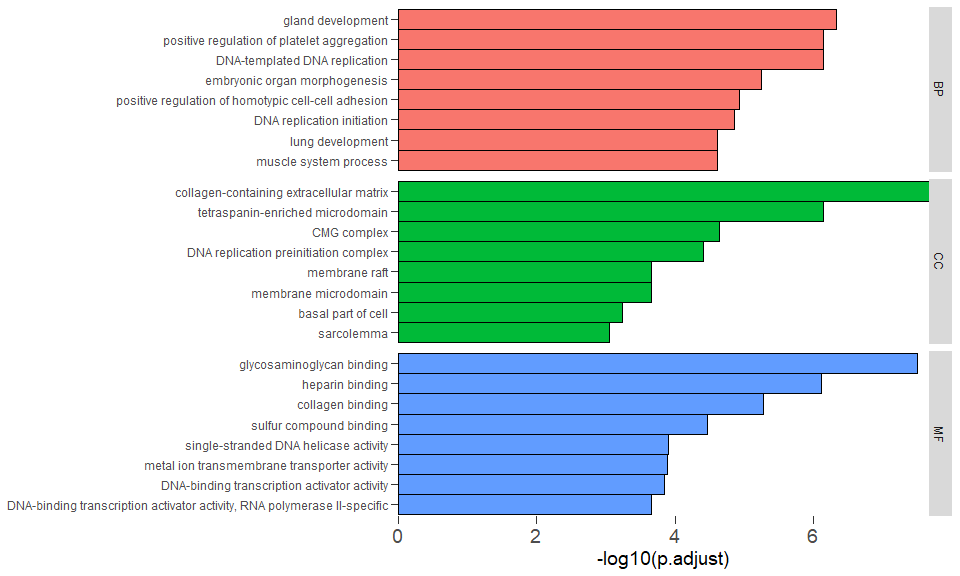 gland development
positive regulation of platelet aggregation
DNA-templated DNA replication
embryonic organ morphogenesis
positive regulation of homotypic cell-cell adhesion
DNA replication initiation
lung development
muscle system process
BP
collagen-containing extracellular matrix
tetraspanin-enriched microdomain
CMG complex
DNA replication preinitiation complex
membrane raft
membrane microdomain
basal part of cell
sarcolemma
CC
glycosaminoglycan binding
heparin binding
collagen binding
sulfur compound binding
single-stranded DNA helicase activity
metal ion transmembrane transporter activity
DNA-binding transcription activator activity
DNA-binding transcription activator activity, RNA polymerase II-specific
MF
0 2 4 6
-log10(p.adjust)